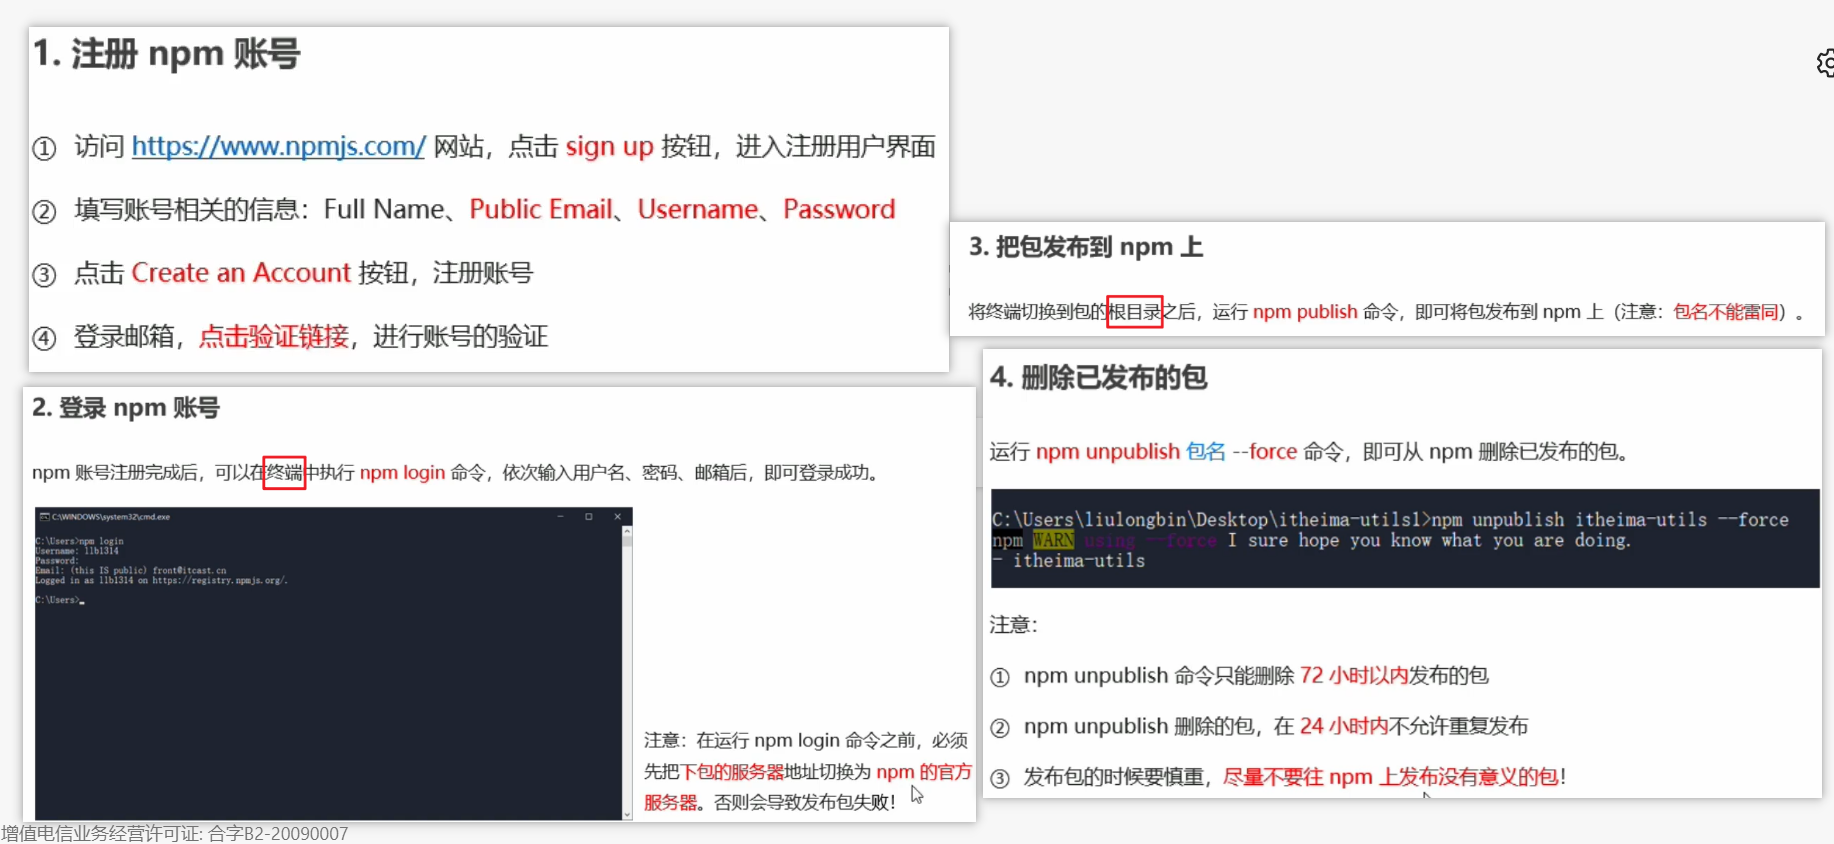 1. 注册 npm 账号
① 访问 https://www.npmjs.com/ 网站，点击 sign up 按钮，进入注册用户界面
② 填写账号相关的信息：Full Name、Public Email、Username、Password
③ 点击 Create an Account 按钮，注册账号
④ 登录邮箱，点击验证链接，进行账号的验证
2. 登录 npm 账号
npm 账号注册完成后，可以在终端中执行 npm login 命令，依次输入用户名、密码、邮箱后，即可登录成功。
C:\WINDOWS\system32\cmd.exe
C:\Users>npm login
Username: llb1314
Password:
Email: (this IS public) front@itcast.cn
Logged in as llb1314 on https://registry.npmjs.org/.
C:\Users>
注意：在运行 npm login 命令之前，必须
先把下包的服务器地址切换为 npm 的官方
服务器。否则会导致发布包失败！
3. 把包发布到 npm 上
将终端切换到包的根目录之后，运行 npm publish 命令，即可将包发布到 npm 上（注意：包名不能雷同）。
4. 删除已发布的包
运行 npm unpublish 包名 --force 命令，即可从 npm 删除已发布的包。
C:\Users\liulongbin\Desktop\itheima-utils1>npm unpublish itheima-utils --force
npm WARN using --force I sure hope you know what you are doing.
- itheima-utils
注意：
① npm unpublish 命令只能删除 72 小时以内发布的包
② npm unpublish 删除的包，在 24 小时内不允许重复发布
③ 发布包的时候要慎重，尽量不要往 npm 上发布没有意义的包！
增值电信业务经营许可证: 合字B2-20090007